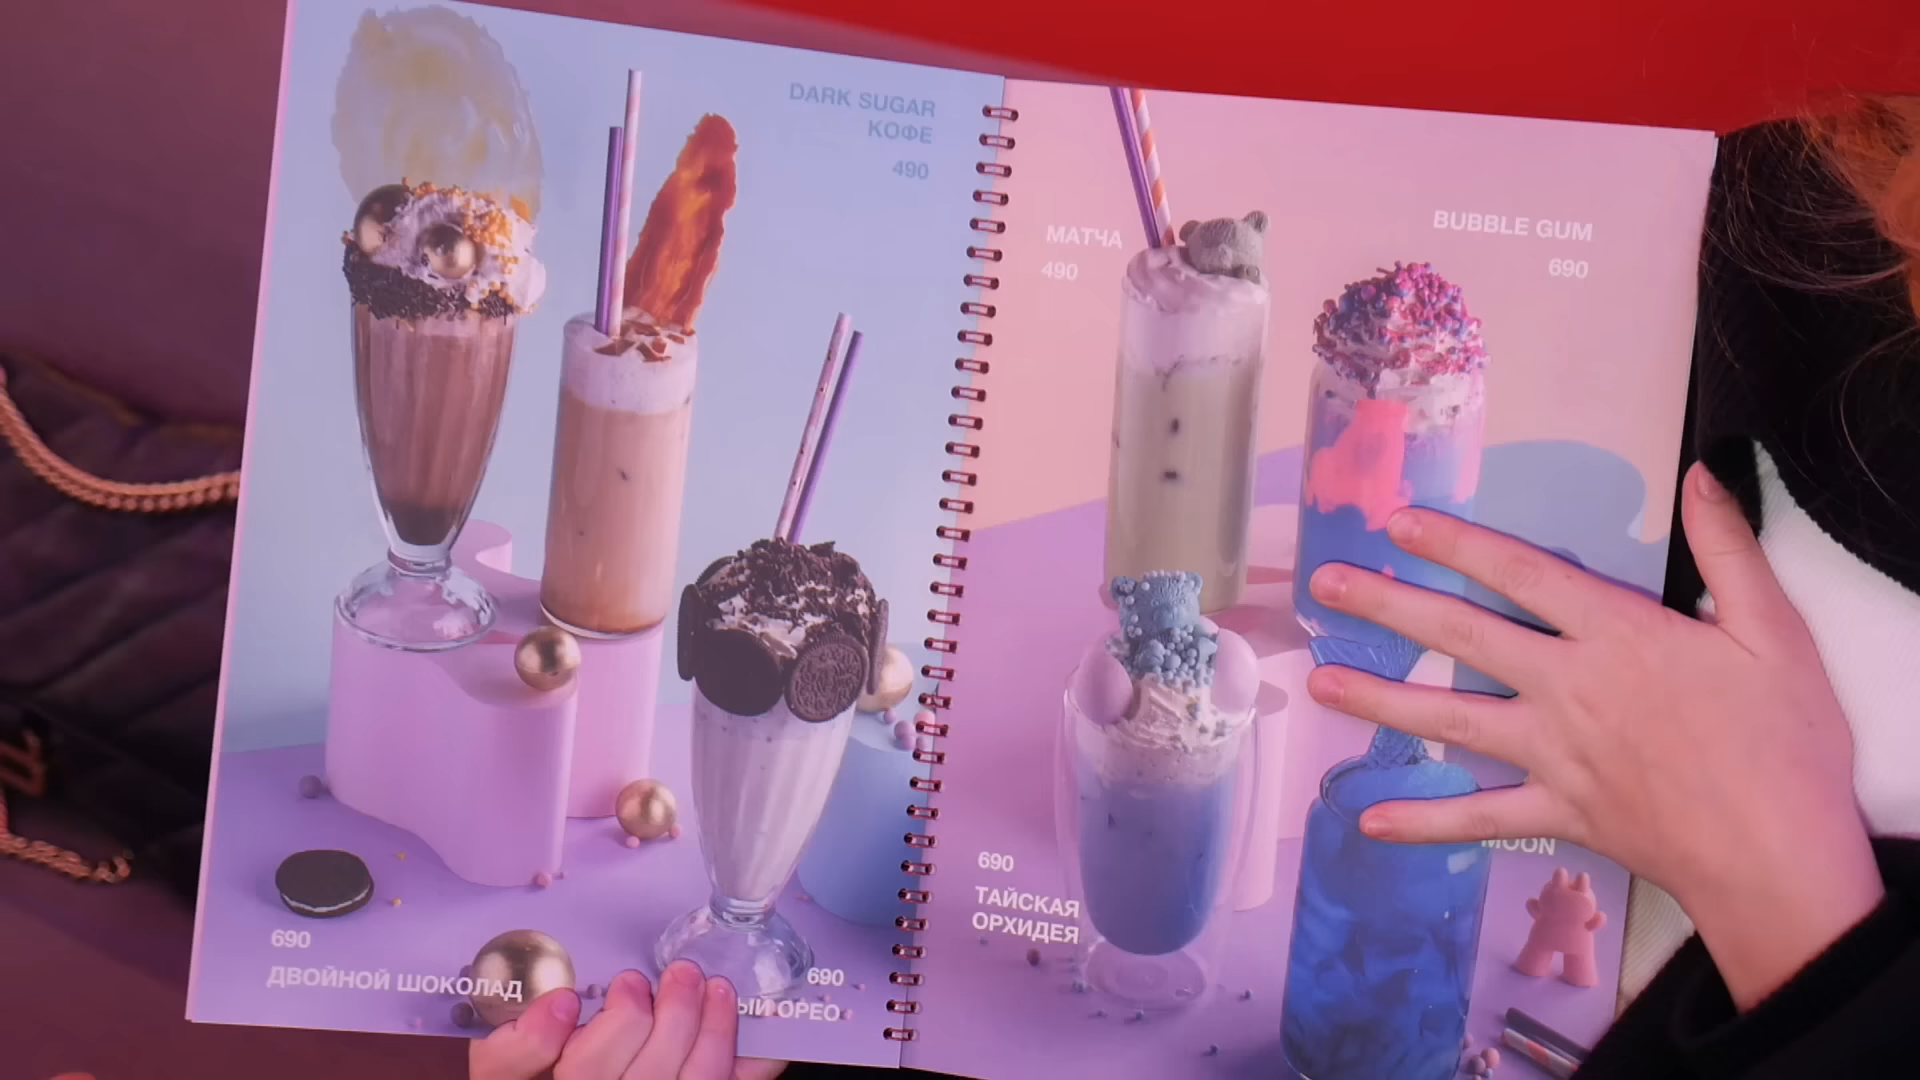 DARK SUGAR
КОФЕ
490
690
ДВОЙНОЙ ШОКОЛАД
690
ОРЕО
МАТЧА
490
BUBBLE GUM
690
690
ТАЙСКАЯ
ОРХИДЕЯ
MOON